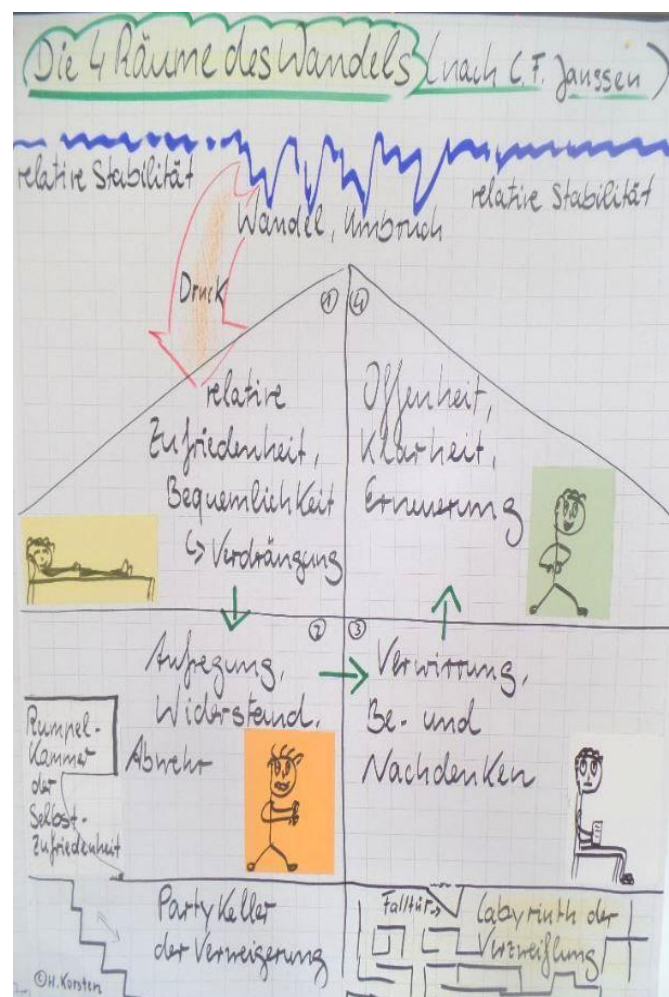 Die 4 Räume des Wandels (nach C.F. Janssen)
relative Stabilität
Wandel, Umbruch
relative Stabilität
Druck
① ④
relative
Zufriedenheit,
Bequemlichkeit
↳ Verdrängung
Offenheit,
Klarheit,
Erneuerung
② ③
Aufregung,
Widerstand,
Abwehr
Verwirrung,
Be- und
Nachdenken
Rumpel-
Kammer
der
Selbst-
Zufriedenheit
Party Keller
der Verweigerung
Falltür→
Labyrinth der
Verzweiflung
©H.Korsten